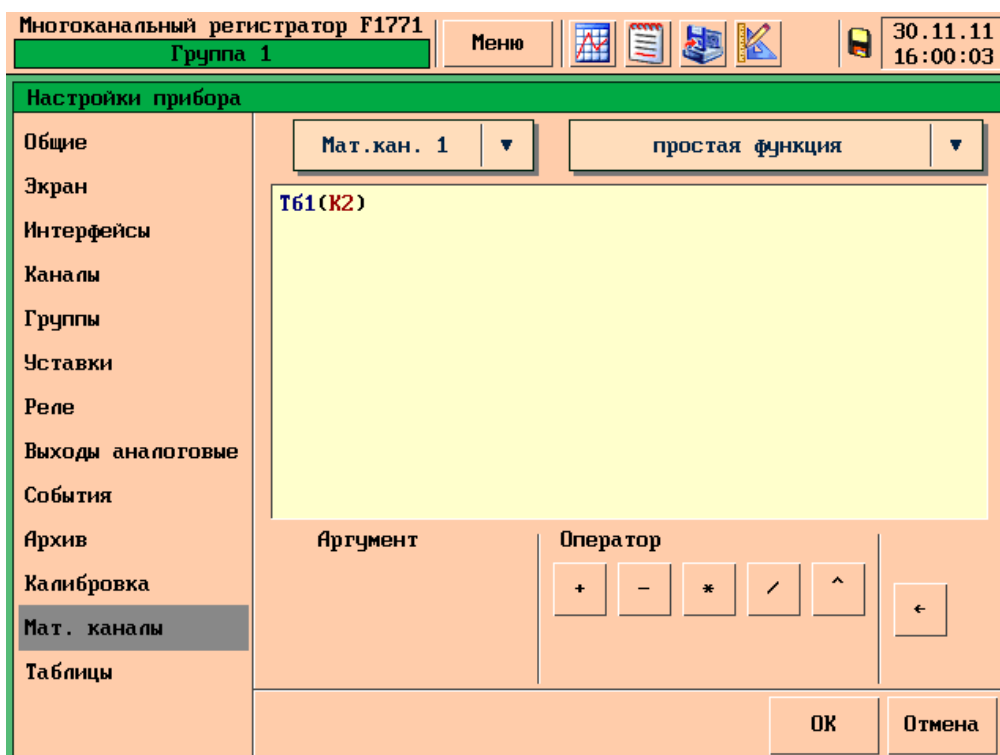 Многоканальный регистратор F1771
Группа 1
Меню
30.11.11
16:00:03
Настройки прибора
Общие
Экран
Интерфейсы
Каналы
Группы
Уставки
Реле
Выходы аналоговые
События
Архив
Калибровка
Мат. каналы
Таблицы
Мат.кан. 1 ▼
простая функция ▼
Тб1(К2)
Аргумент
Оператор
+ - * / ^
←
ОК
Отмена